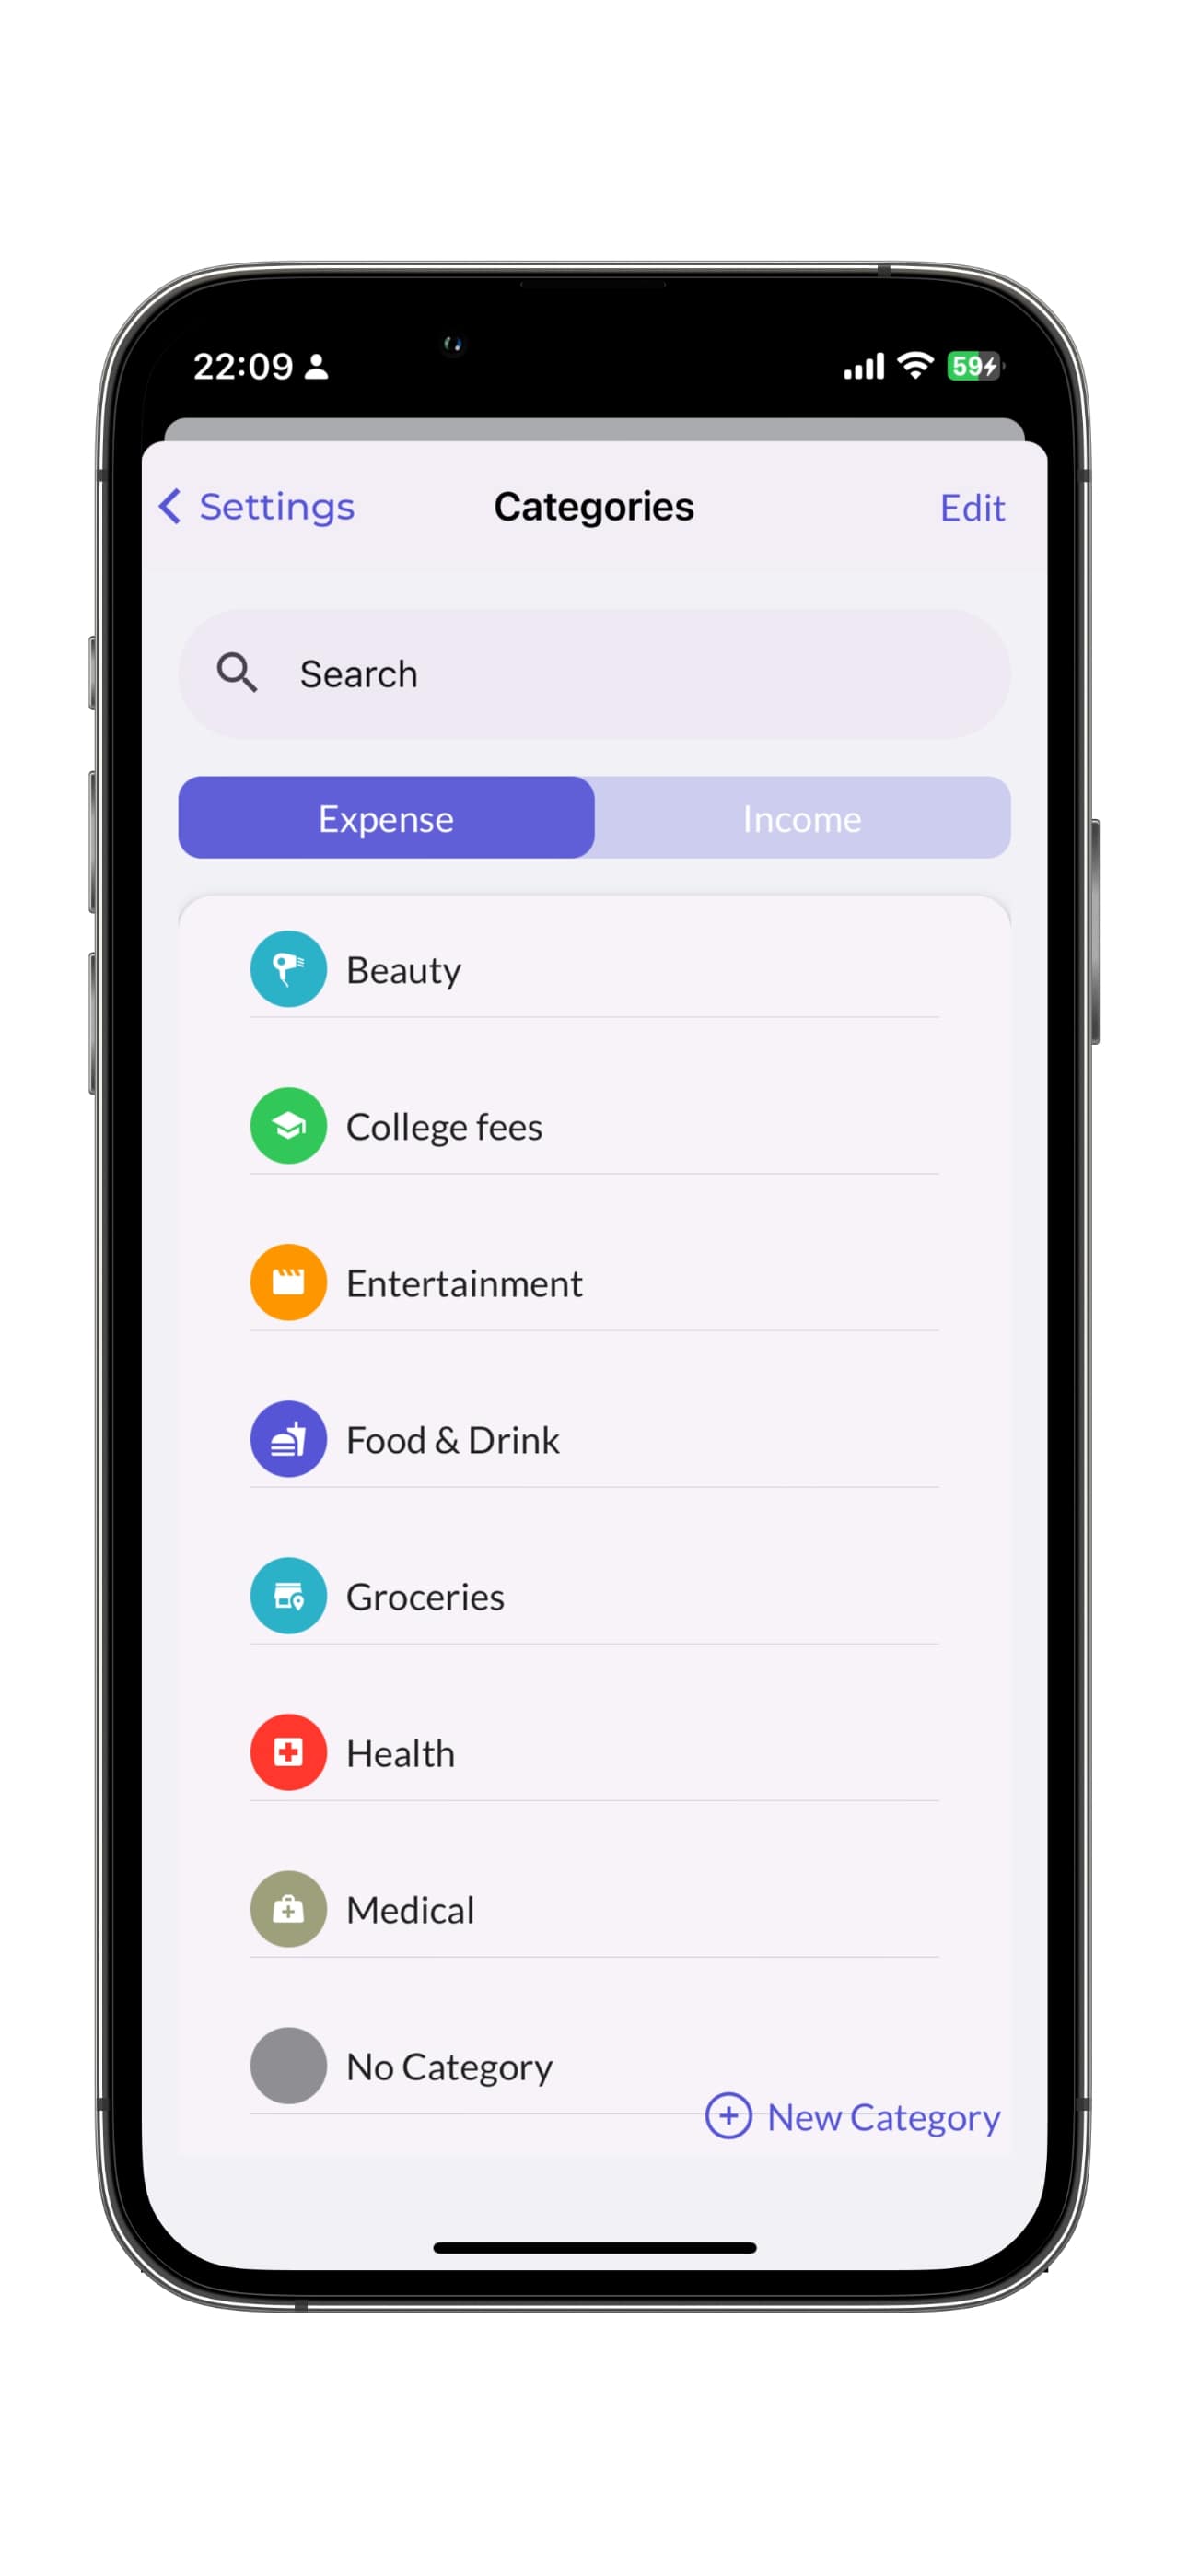 22:09
59
Settings Categories Edit
Search
Expense Income
Beauty
College fees
Entertainment
Food & Drink
Groceries
Health
Medical
No Category
New Category